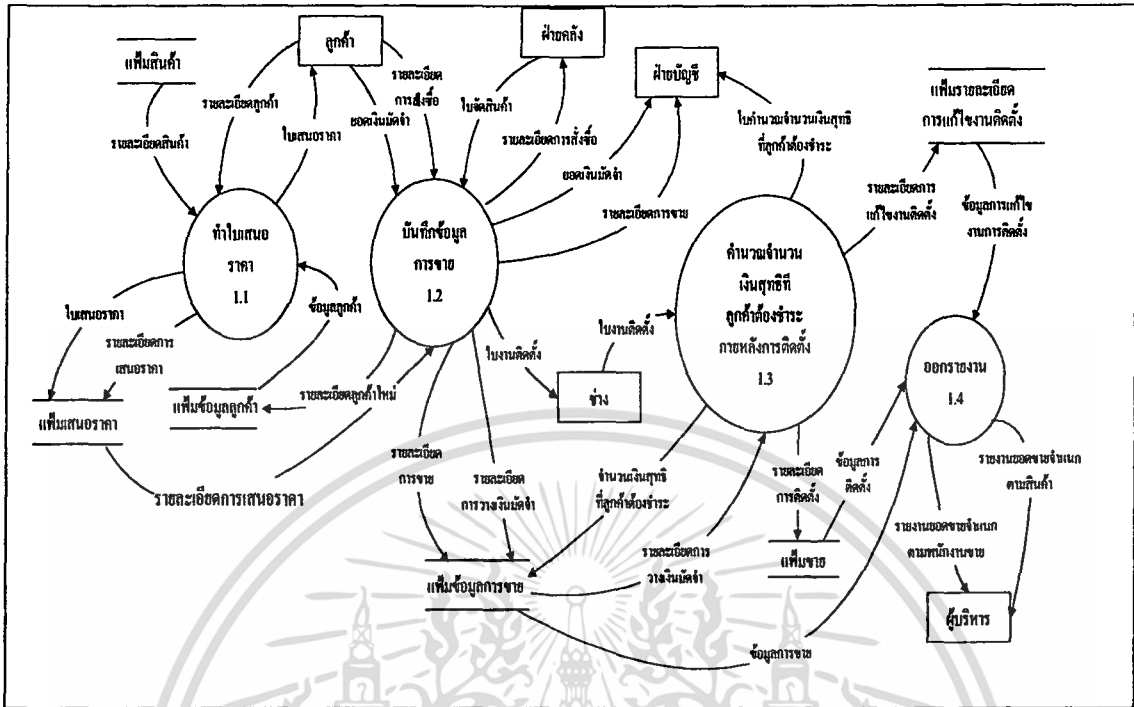 ลูกค้า
ฝ่ายคลัง
ฝ่ายบัญชี
แฟ้มสินค้า
แฟ้มรายละเอียด
การแก้ไขงานติดตั้ง
รายละเอียดสินค้า
รายละเอียดลูกค้า
ใบเสนอราคา
รายละเอียด
การสั่งซื้อ
ยอดเงินมัดจำ
ใบจัดสินค้า
รายละเอียดการสั่งซื้อ
ยอดเงินมัดจำ
รายละเอียดการขาย
ใบคำนวณจำนวนเงินสุทธิ
ที่ลูกค้าต้องชำระ
รายละเอียดการ
แก้ไขงานติดตั้ง
ข้อมูลการแก้ไข
งานการติดตั้ง
ทำใบเสนอ
ราคา
1.1
บันทึกข้อมูล
การขาย
1.2
คำนวณจำนวน
เงินสุทธิที่
ลูกค้าต้องชำระ
ภายหลังการติดตั้ง
1.3
ออกรายงาน
1.4
ใบเสนอราคา
รายละเอียดการ
เสนอราคา
ข้อมูลลูกค้า
ใบงานติดตั้ง
ใบงานติดตั้ง
ช่าง
แฟ้มเสนอราคา
แฟ้มข้อมูลลูกค้า
รายละเอียดลูกค้าใหม่
รายละเอียดการเสนอราคา
รายละเอียด
การขาย
รายละเอียด
การวางเงินมัดจำ
จำนวนเงินสุทธิ
ที่ลูกค้าต้องชำระ
รายละเอียดการ
วางเงินมัดจำ
รายละเอียด
การติดตั้ง
ข้อมูลการ
ติดตั้ง
รายงานยอดขายจำแนก
ตามสินค้า
รายงานยอดขายจำแนก
ตามพนักงานขาย
แฟ้มข้อมูลการขาย
แฟ้มขาย
ข้อมูลการขาย
ผู้บริหาร